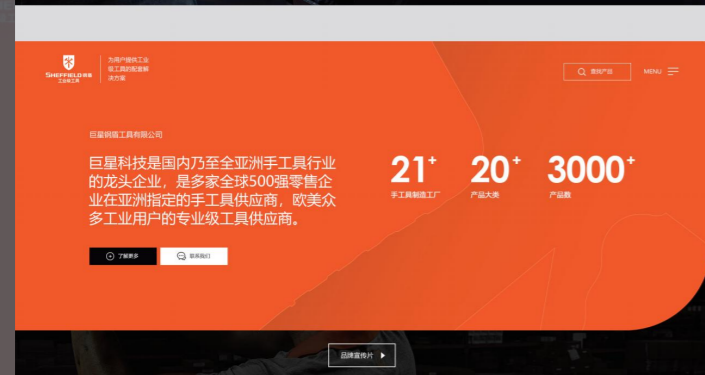 SHEFFIELD 钢盾
工业级工具
为用户提供工业
级工具的配置解
决方案
查找产品
MENU
巨星钢盾工具有限公司
巨星科技是国内乃至全亚洲手工具行业
的龙头企业，是多家全球500强零售企
业在亚洲指定的手工具供应商，欧美众
多工业用户的专业级工具供应商。
21+
20+
3000+
手工具制造工厂
产品大类
产品数
了解更多
联系我们
品牌宣传片